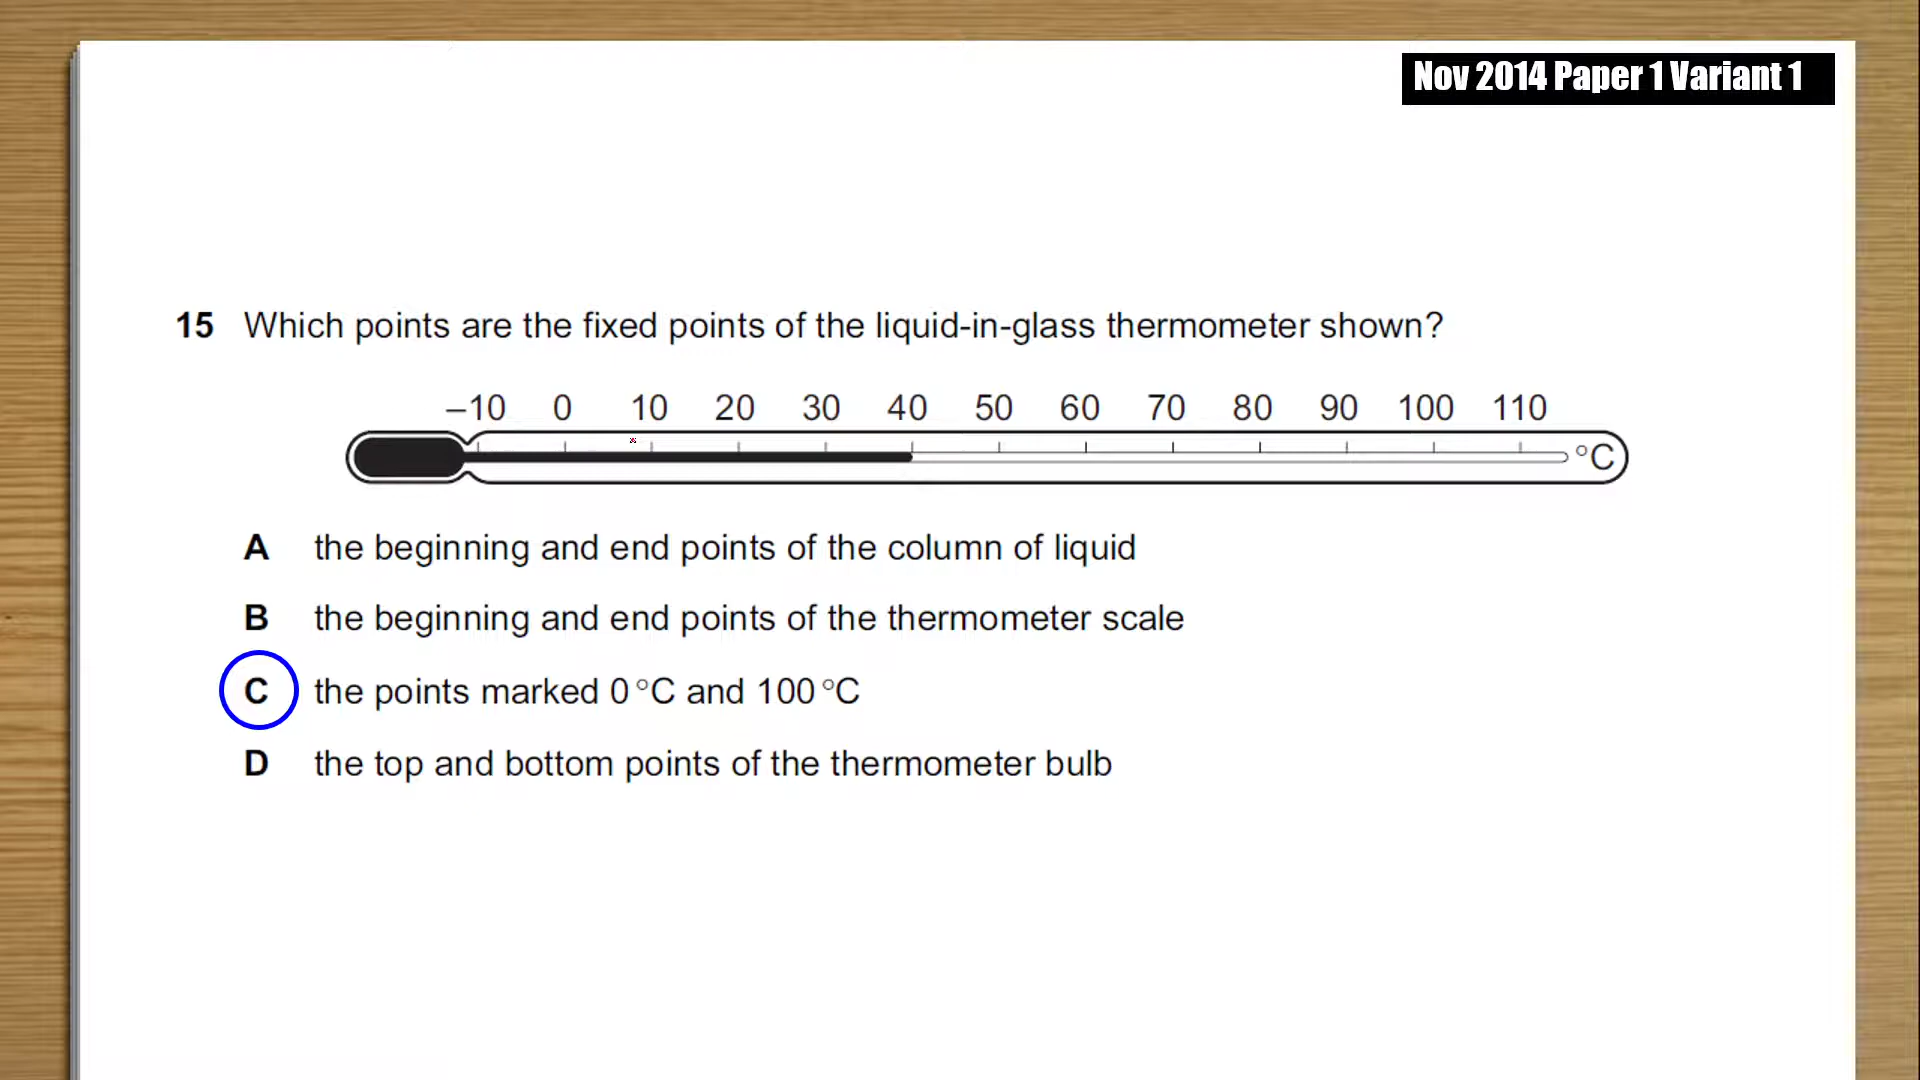 Nov 2014 Paper 1 Variant 1
15 Which points are the fixed points of the liquid-in-glass thermometer shown?
–10 0 10 20 30 40 50 60 70 80 90 100 110
°C
A the beginning and end points of the column of liquid
B the beginning and end points of the thermometer scale
C the points marked 0 °C and 100 °C
D the top and bottom points of the thermometer bulb